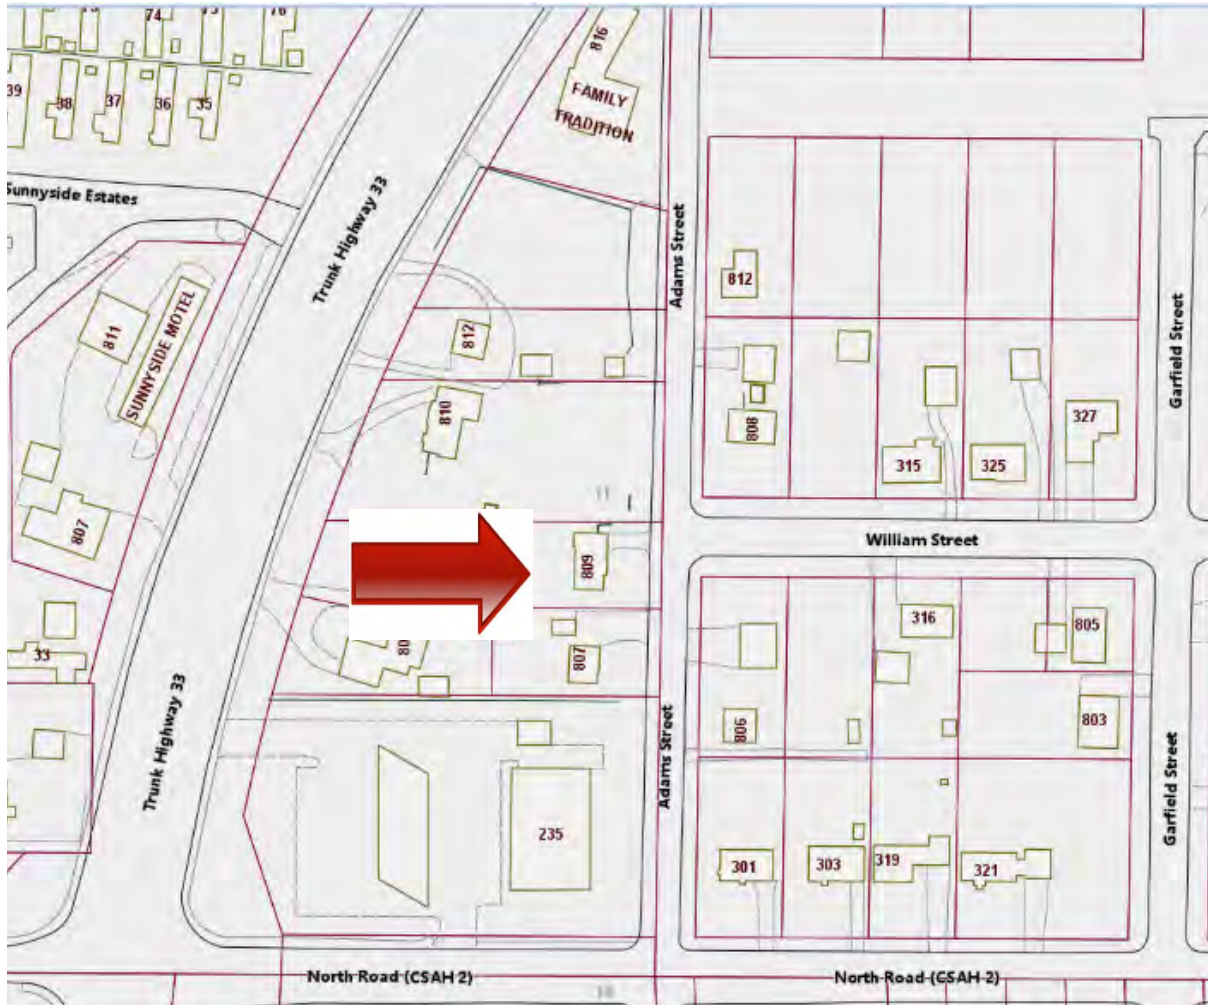 74
39
38
37
36
35
816
FAMILY
TRADITION
Sunnyside Estates
Trunk Highway 33
Adams Street
811
SUNNYSIDE MOTEL
812
812
810
808
315
325
327
Garfield Street
807
11
William Street
809
33
807
316
805
806
803
Trunk Highway 33
Adams Street
Garfield Street
235
301
303
319
321
North Road (CSAH 2)
North Road (CSAH 2)